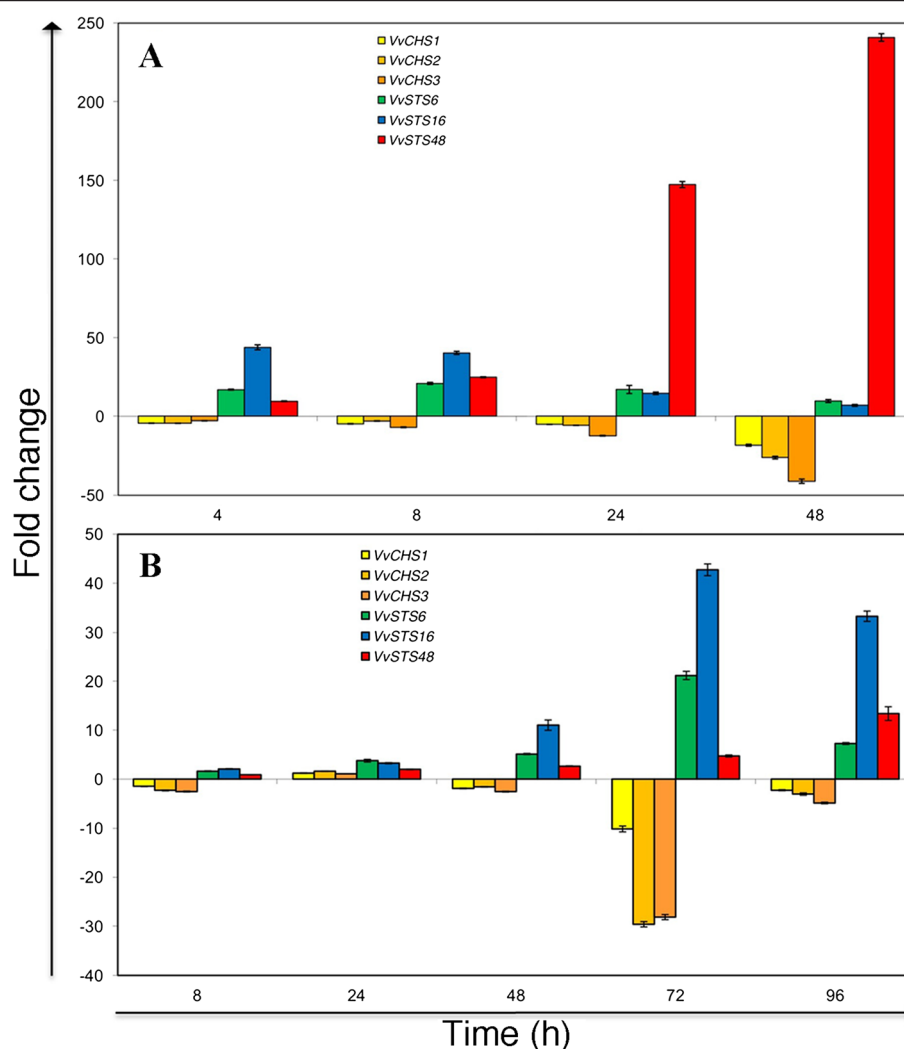 Fold change
A
250
200
150
100
50
0
-50
VvCHS1
VvCHS2
VvCHS3
VvSTS6
VvSTS16
VvSTS48
4 8 24 48
B
50
40
30
20
10
0
-10
-20
-30
-40
VvCHS1
VvCHS2
VvCHS3
VvSTS6
VvSTS16
VvSTS48
8 24 48 72 96
Time (h)